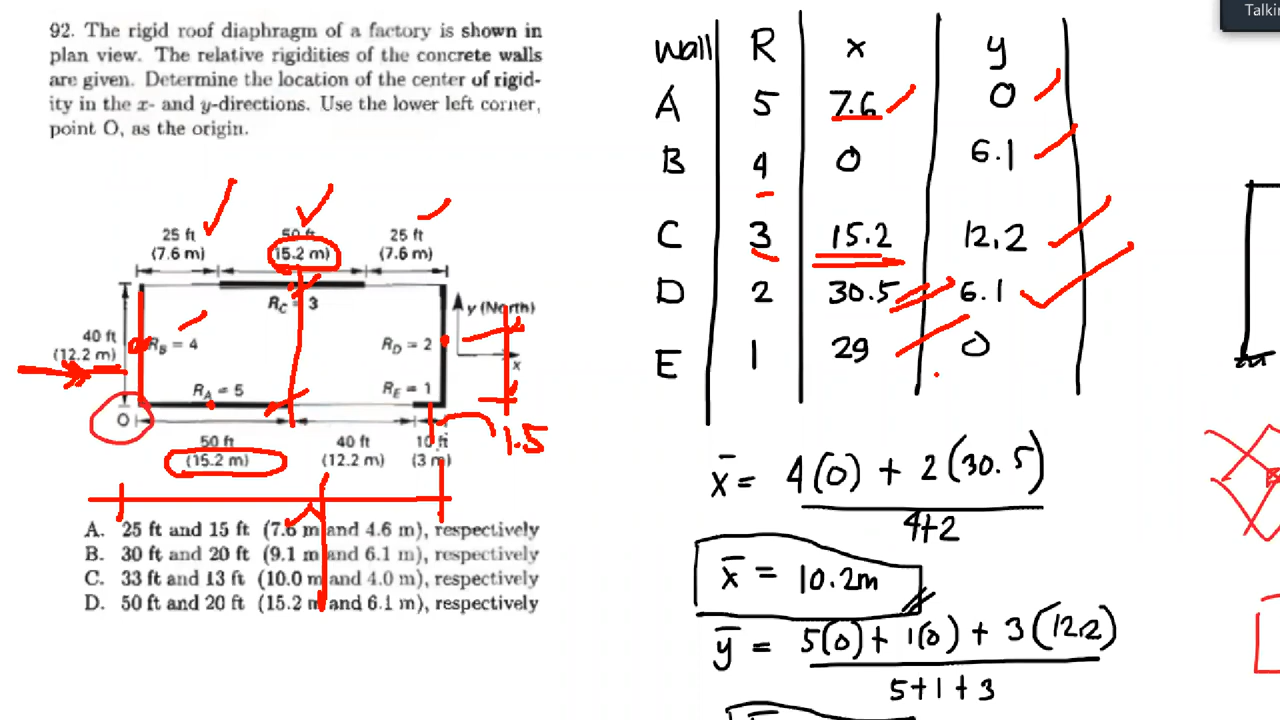 Talkin
92. The rigid roof diaphragm of a factory is shown in
plan view. The relative rigidities of the concrete walls
are given. Determine the location of the center of rigid-
ity in the x- and y-directions. Use the lower left corner,
point O, as the origin.
25 ft
(7.6 m)
50 ft
(15.2 m)
25 ft
(7.6 m)
R_C = 3
y (North)
40 ft
(12.2 m)
R_B = 4
R_D = 2
x
R_A = 5
R_E = 1
O
50 ft
(15.2 m)
40 ft
(12.2 m)
10 ft
(3 m)
1.5
A. 25 ft and 15 ft (7.6 m and 4.6 m), respectively
B. 30 ft and 20 ft (9.1 m and 6.1 m), respectively
C. 33 ft and 13 ft (10.0 m and 4.0 m), respectively
D. 50 ft and 20 ft (15.2 m and 6.1 m), respectively
Wall R x y
A 5 7.6 0
B 4 0 6.1
C 3 15.2 12.2
D 2 30.5 6.1
E 1 29 0
x̄ = 4(0) + 2(30.5)
4+2
x̄ = 10.2m
ȳ = 5(0) + 1(0) + 3(12.2)
5+1+3